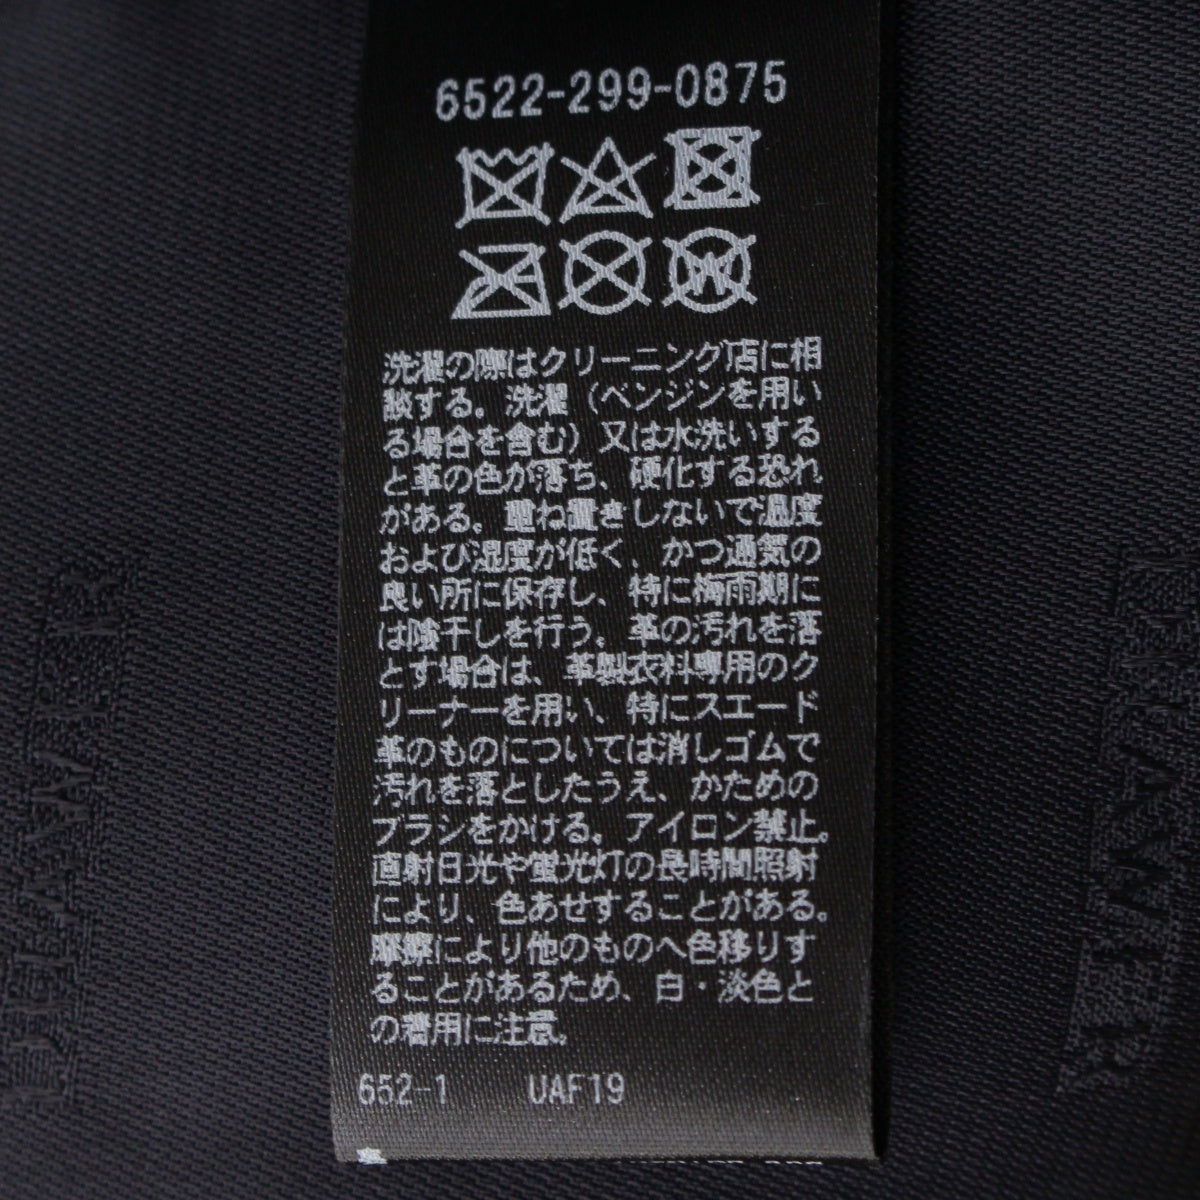 6522-299-0875
洗濯の際はクリーニング店に相
談する。洗濯（ベンジンを用い
る場合を含む）又は水洗いする
と革の色が落ち、硬化する恐れ
がある。重ね置きしないで温度
および湿度が低く、かつ通気の
良い所に保存し、特に梅雨期に
は陰干しを行う。革の汚れを落
とす場合は、革製衣料専用のク
リーナーを用い、特にスエード
革のものについては消しゴムで
汚れを落としたうえ、かための
ブラシをかける。アイロン禁止。
直射日光や蛍光灯の長時間照射
により、色あせすることがある。
摩擦により他のものへ色移りす
ることがあるため、白・淡色と
の着用に注意。
652-1 UAF19